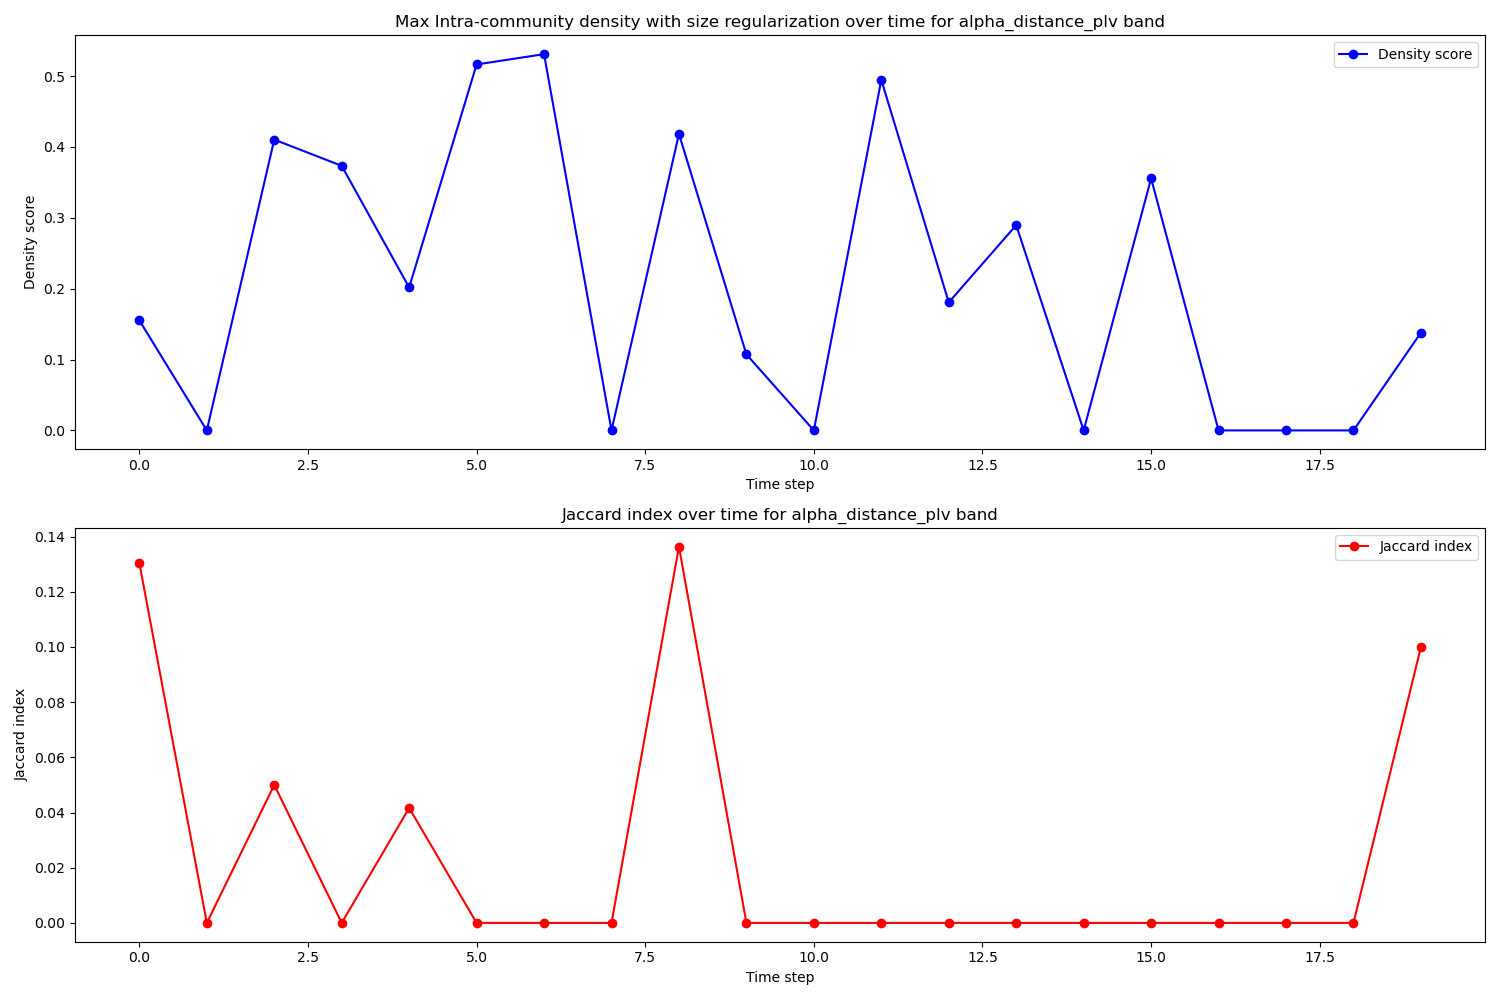 Max Intra-community density with size regularization over time for alpha_distance_plv band
Density score
0.5
0.4
0.3
0.2
0.1
0.0
Density score
0.0 2.5 5.0 7.5 10.0 12.5 15.0 17.5
Time step
Jaccard index over time for alpha_distance_plv band
Jaccard index
0.14
0.12
0.10
0.08
0.06
0.04
0.02
0.00
Jaccard index
0.0 2.5 5.0 7.5 10.0 12.5 15.0 17.5
Time step